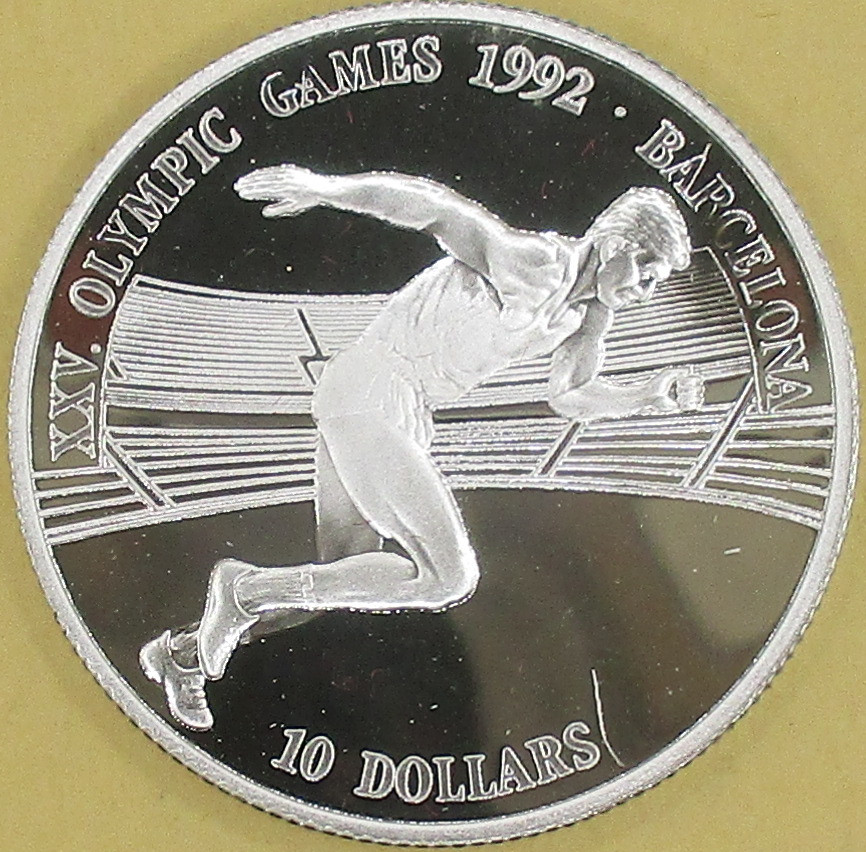 XXV. OLYMPIC GAMES 1992 · BARCELONA
10 DOLLARS